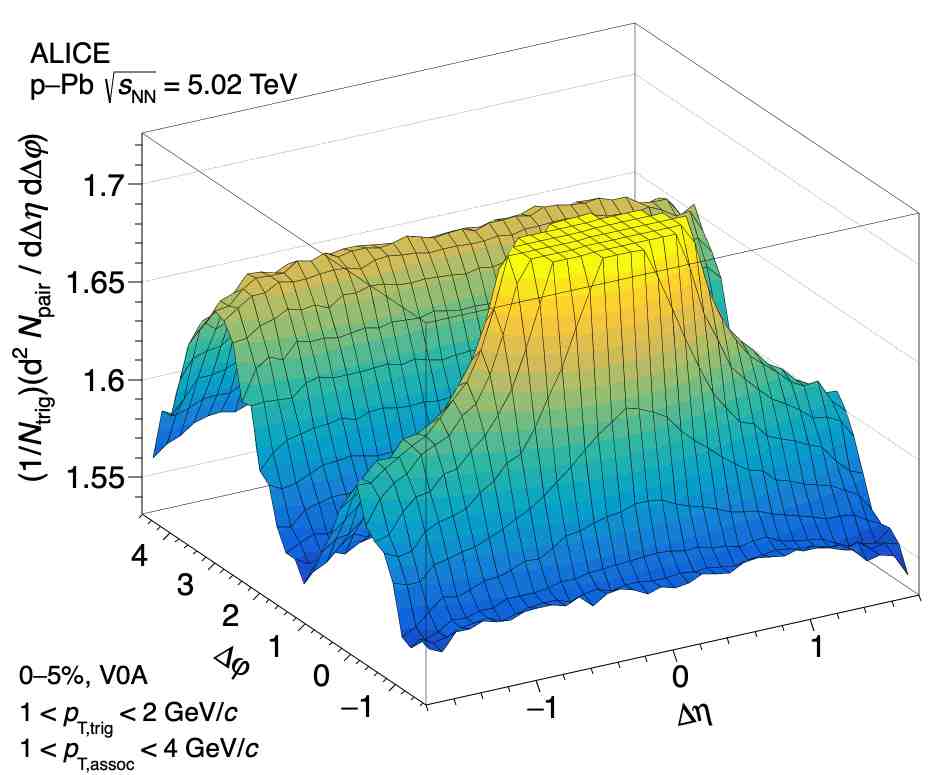 ALICE
p–Pb √sNN = 5.02 TeV
(1/Ntrig)(d² Npair / dΔη dΔφ)
1.7
1.65
1.6
1.55
4
3
2
1
0
−1
Δφ
−1
0
1
Δη
0–5%, V0A
1 < pT,trig < 2 GeV/c
1 < pT,assoc < 4 GeV/c